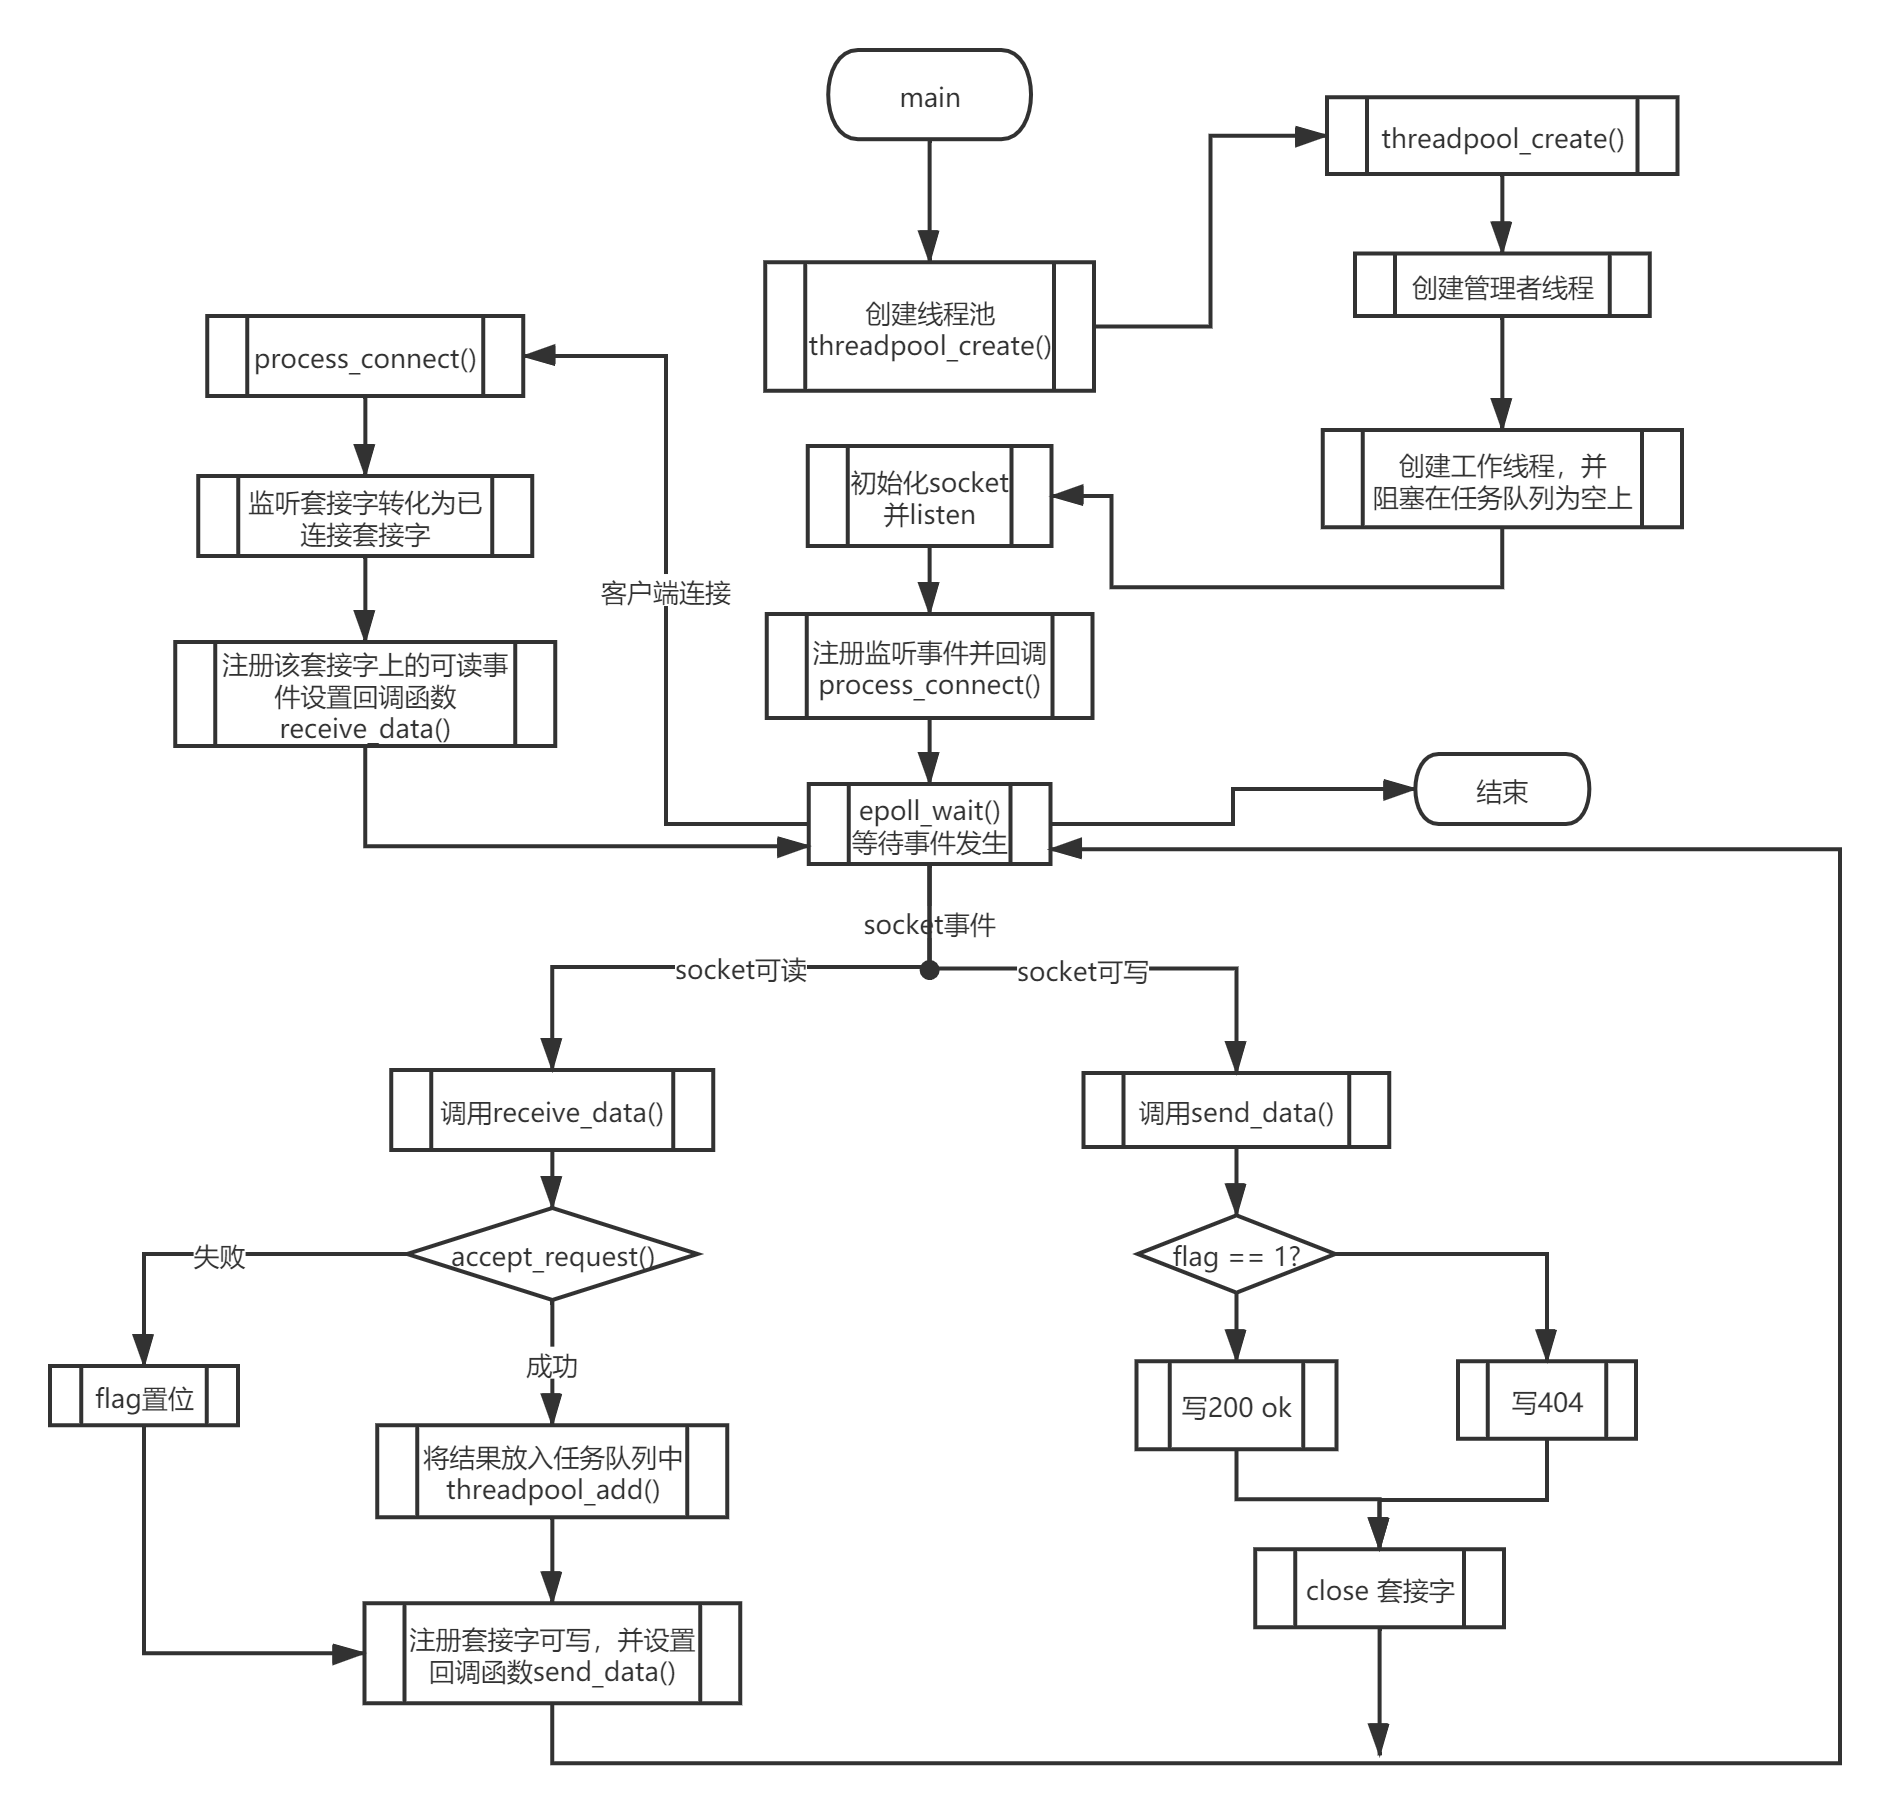 main
threadpool_create()
创建管理者线程
创建线程池
threadpool_create()
process_connect()
创建工作线程，并
阻塞在任务队列为空上
初始化socket
并listen
监听套接字转化为已
连接套接字
客户端连接
注册监听事件并回调
process_connect()
注册该套接字上的可读事
件设置回调函数
receive_data()
epoll_wait()
等待事件发生
结束
socket事件
socket可读
socket可写
调用receive_data()
调用send_data()
accept_request()
失败
flag == 1?
成功
flag置位
写200 ok
写404
将结果放入任务队列中
threadpool_add()
close 套接字
注册套接字可写，并设置
回调函数send_data()